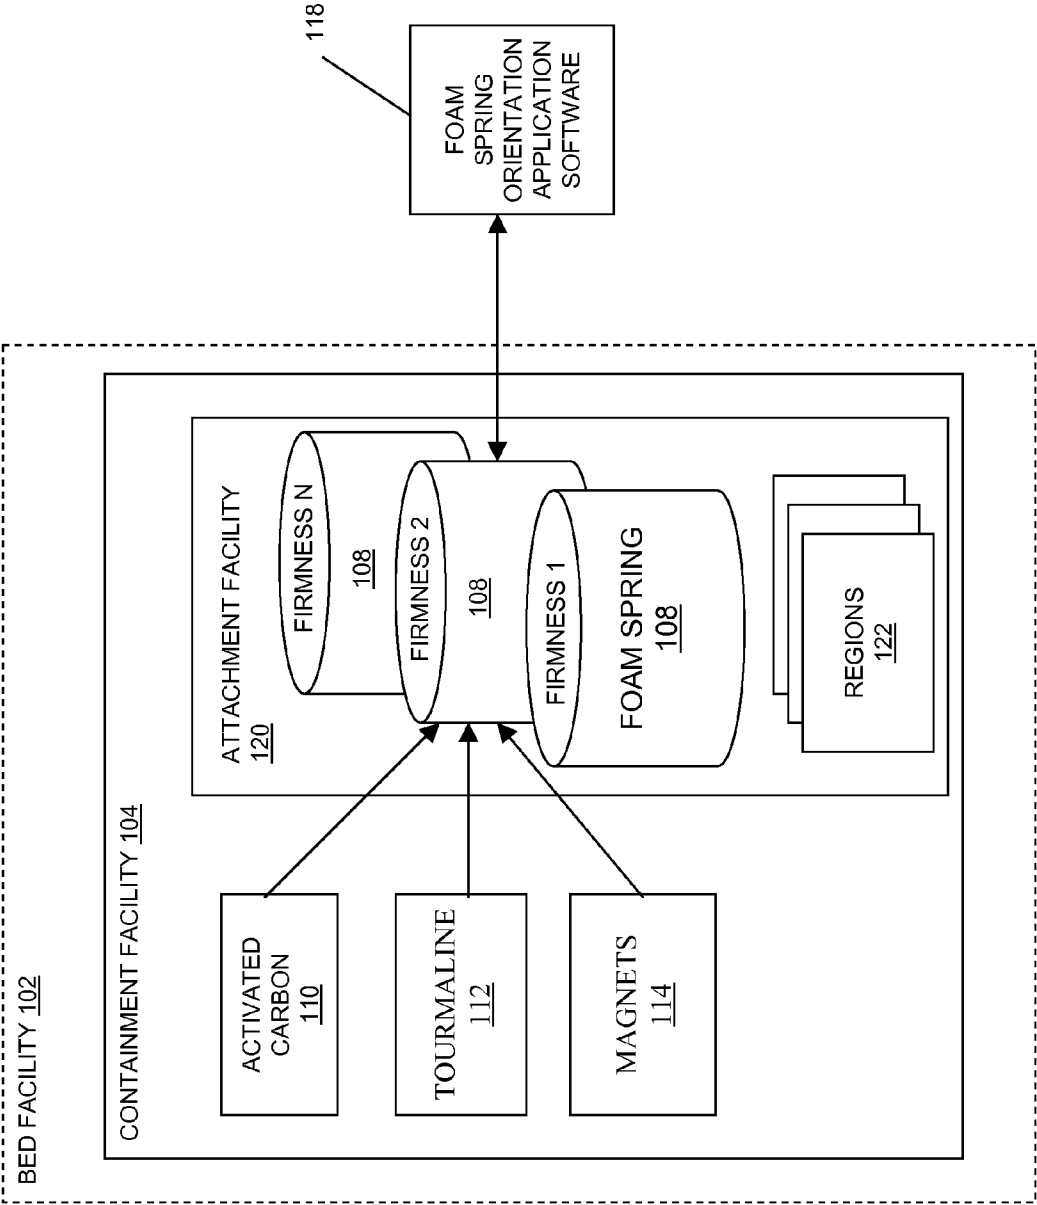 BED FACILITY 102
CONTAINMENT FACILITY 104
ATTACHMENT FACILITY
120
ACTIVATED
CARBON
110
TOURMALINE
112
MAGNETS
114
FIRMNESS N
108
FIRMNESS 2
108
FIRMNESS 1
FOAM SPRING
108
REGIONS
122
FOAM
SPRING
ORIENTATION
APPLICATION
SOFTWARE
118